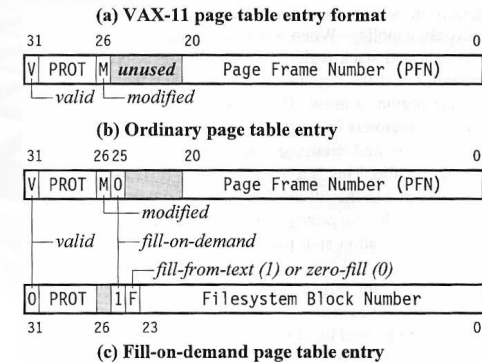 (a) VAX-11 page table entry format
31 26 20 0
V PROT M unused Page Frame Number (PFN)
valid modified
(b) Ordinary page table entry
31 26 25 20 0
V PROT M 0 Page Frame Number (PFN)
modified
valid fill-on-demand
fill-from-text (1) or zero-fill (0)
0 PROT 1 F Filesystem Block Number
31 26 23 0
(c) Fill-on-demand page table entry